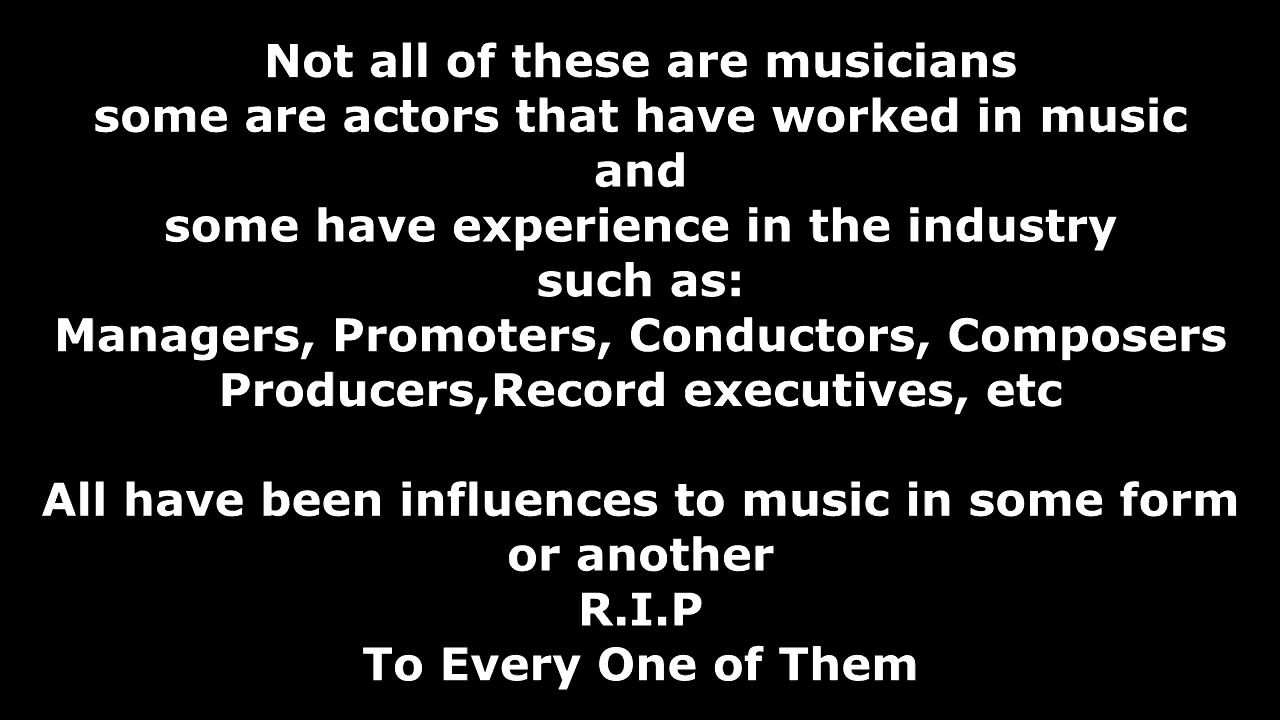 Not all of these are musicians
some are actors that have worked in music
and
some have experience in the industry
such as:
Managers, Promoters, Conductors, Composers
Producers,Record executives, etc
All have been influences to music in some form
or another
R.I.P
To Every One of Them